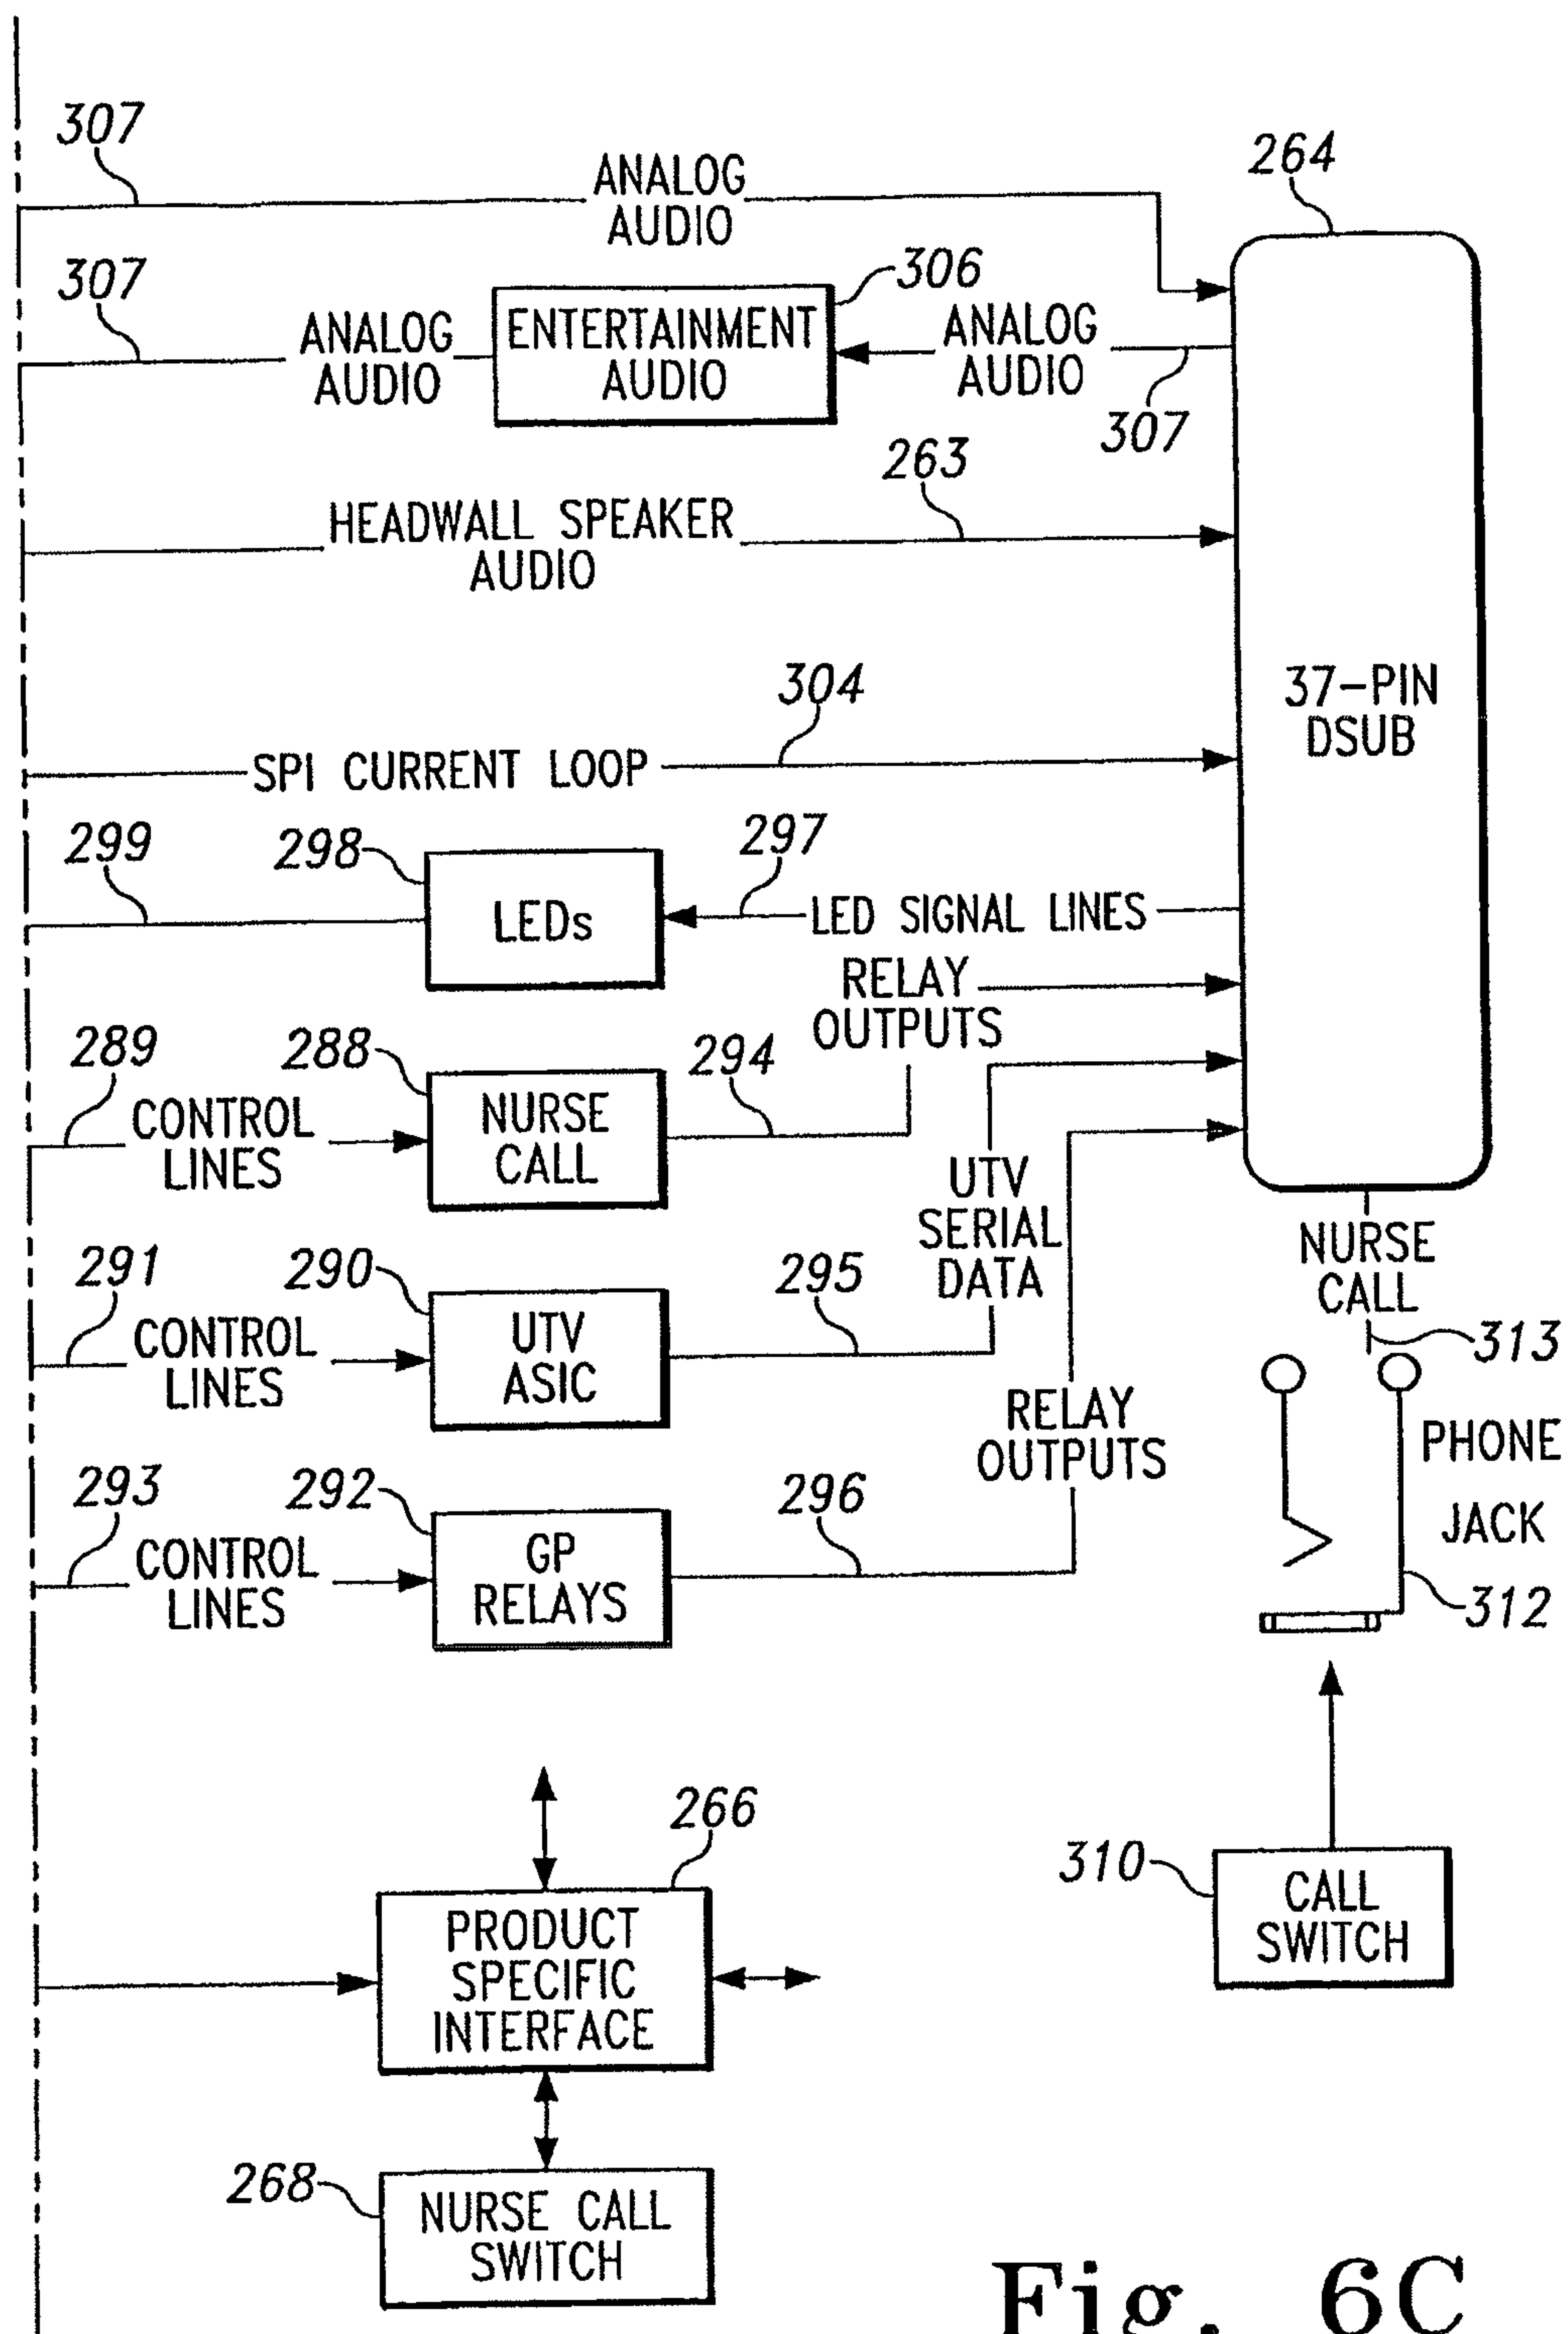 307
ANALOG
AUDIO
264
307
ANALOG
AUDIO
ENTERTAINMENT
AUDIO
306
ANALOG
AUDIO
307
263
HEADWALL SPEAKER
AUDIO
37-PIN
DSUB
304
SPI CURRENT LOOP
299
298
LEDs
297
LED SIGNAL LINES
RELAY
OUTPUTS
289
CONTROL
LINES
288
NURSE
CALL
294
UTV
SERIAL
DATA
NURSE
CALL
313
291
CONTROL
LINES
290
UTV
ASIC
295
RELAY
OUTPUTS
PHONE
JACK
312
293
CONTROL
LINES
292
GP
RELAYS
296
266
PRODUCT
SPECIFIC
INTERFACE
310
CALL
SWITCH
268
NURSE CALL
SWITCH
Fig. 6C